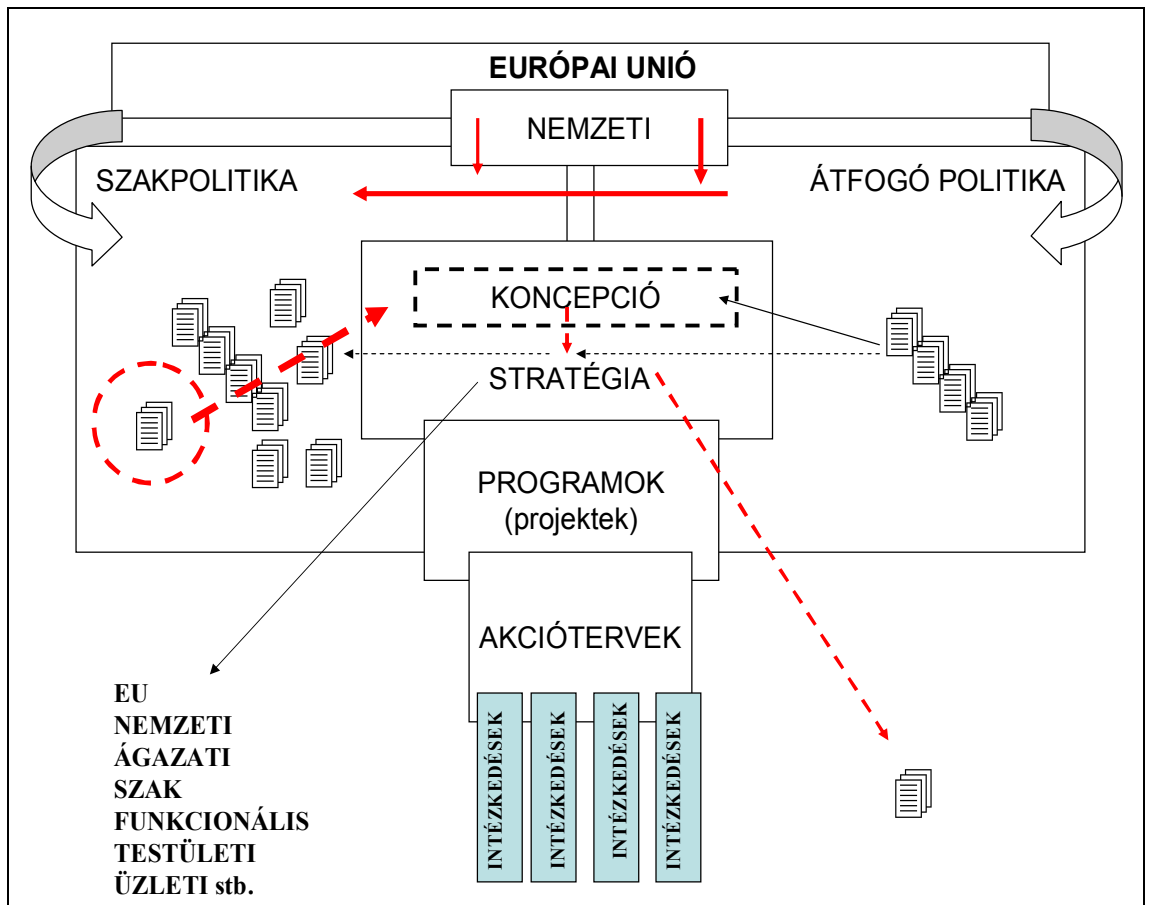 EURÓPAI UNIÓ
NEMZETI
SZAKPOLITIKA
ÁTFOGÓ POLITIKA
KONCEPCIÓ
STRATÉGIA
PROGRAMOK
(projektek)
AKCIÓTERVEK
INTÉZKEDÉSEK
INTÉZKEDÉSEK
INTÉZKEDÉSEK
INTÉZKEDÉSEK
EU
NEMZETI
ÁGAZATI
SZAK
FUNKCIONÁLIS
TESTÜLETI
ÜZLETI stb.